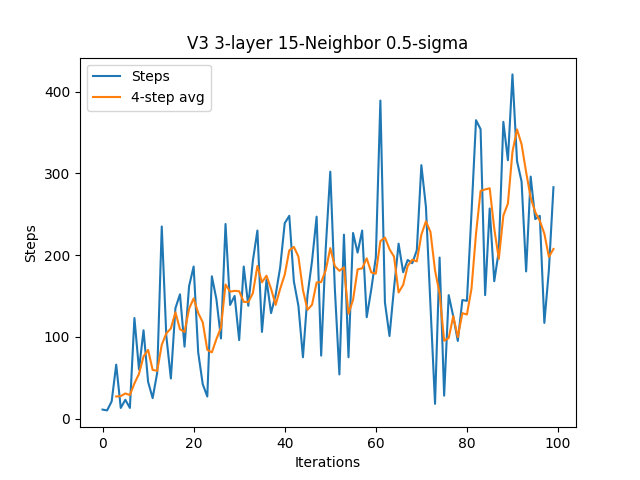 V3 3-layer 15-Neighbor 0.5-sigma
Steps
4-step avg
400
300
200
100
0
Steps
0 20 40 60 80 100
Iterations